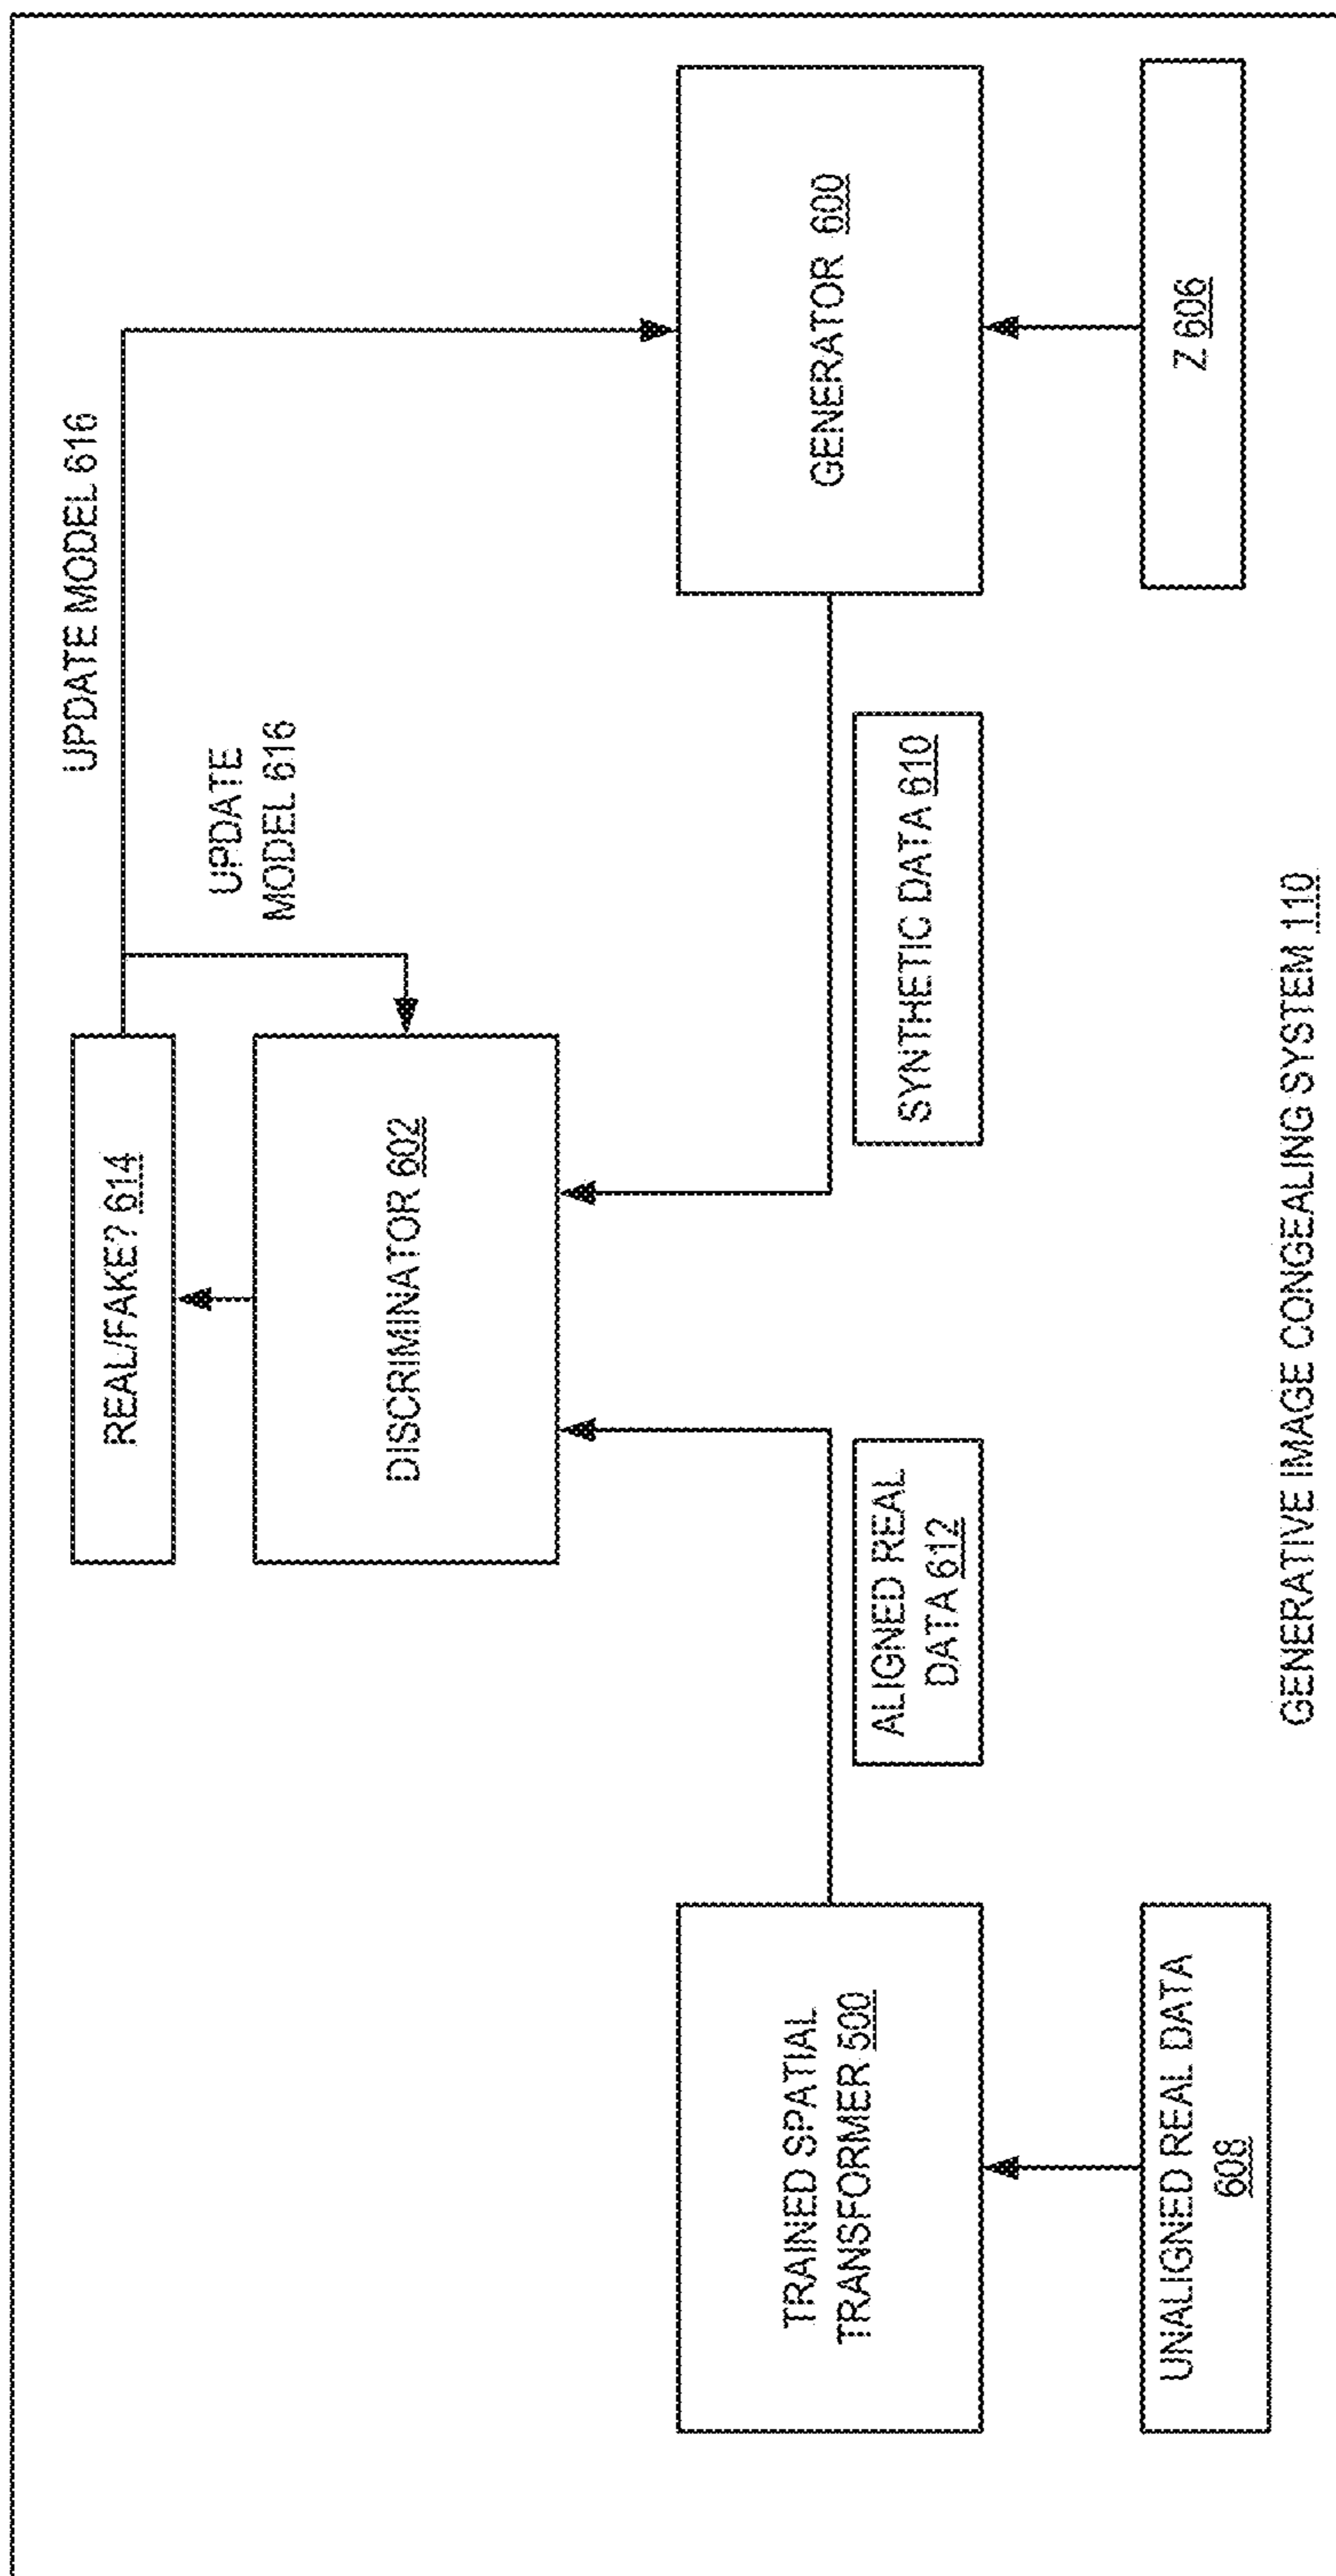 UPDATE MODEL 616
REAL/FAKE? 614
UPDATE
MODEL 616
DISCRIMINATOR 602
TRAINED SPATIAL
TRANSFORMER 500
GENERATOR 600
ALIGNED REAL
DATA 612
SYNTHETIC DATA 610
UNALIGNED REAL DATA
608
Z 606
GENERATIVE IMAGE CONGEALING SYSTEM 110